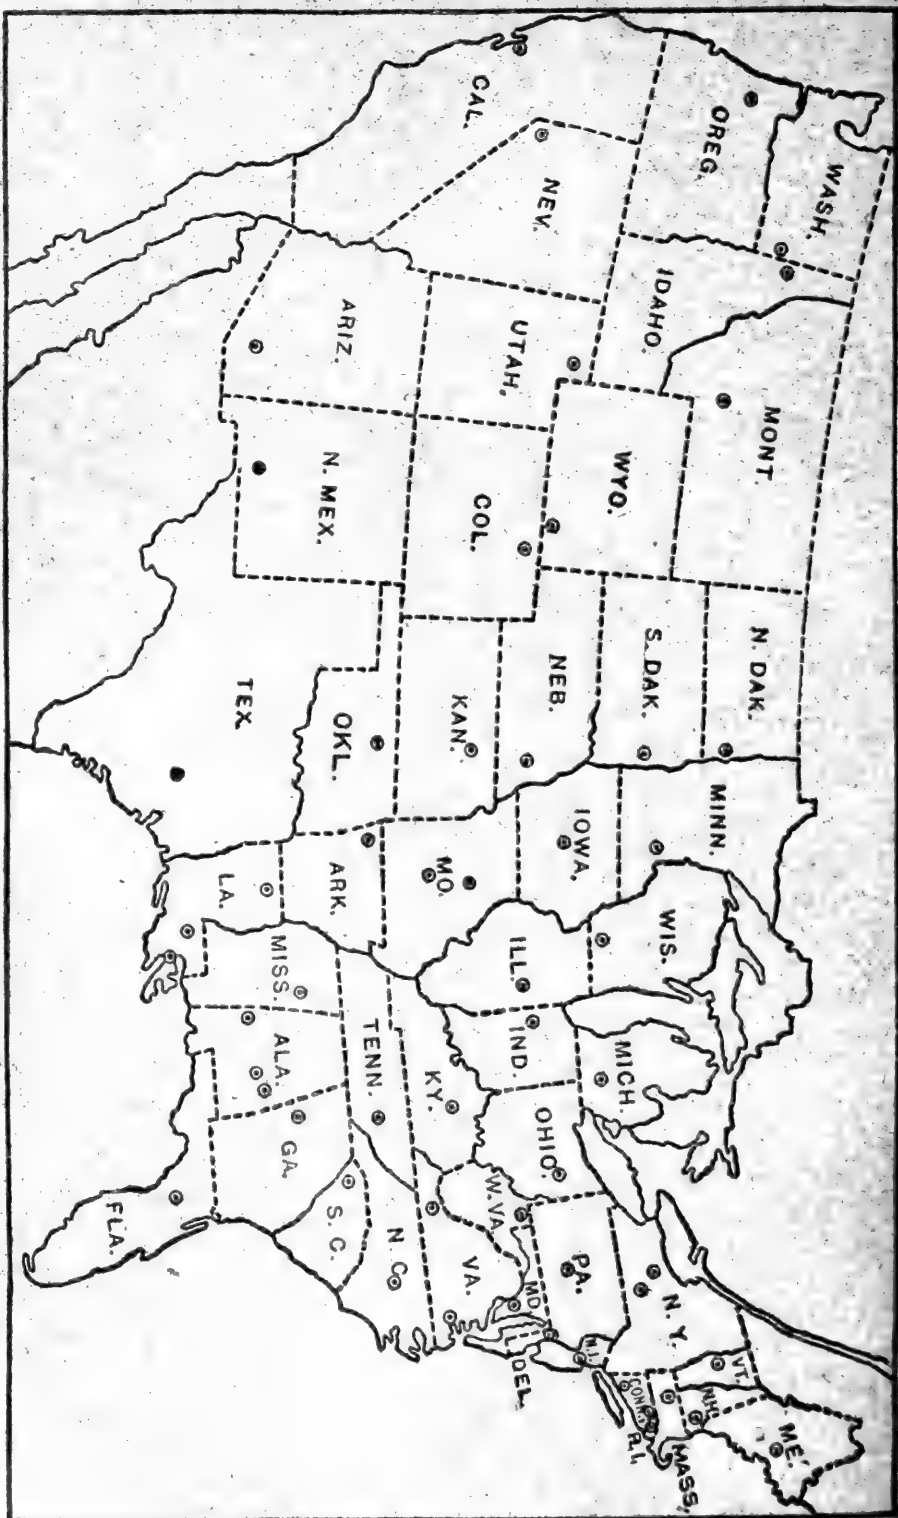 WASH.
OREG.
CAL.
NEV.
IDAHO.
MONT.
WYO.
UTAH.
ARIZ.
COL.
N. MEX.
N. DAK.
S. DAK.
NEB.
KAN.
OKL.
TEX.
MINN.
IOWA.
MO.
ARK.
LA.
WIS.
ILL.
MISS.
MICH.
IND.
KY.
TENN.
ALA.
OHIO.
GA.
FLA.
W. VA.
VA.
N. C.
S. C.
PA.
MD.
DEL.
N. J.
N. Y.
CONN.
R. I.
MASS.
VT.
N. H.
ME.